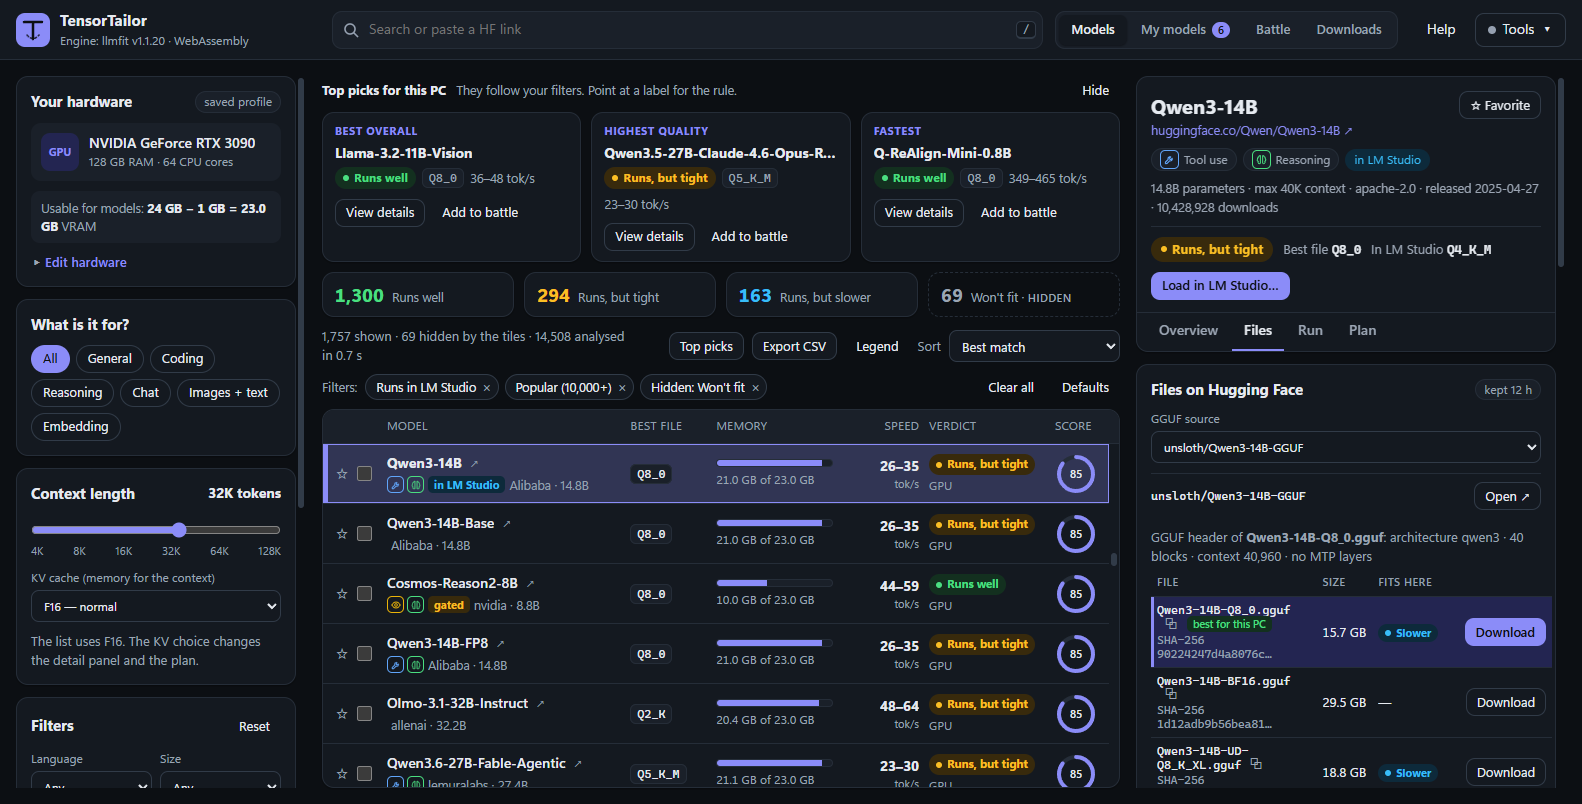 TensorTailor
Engine: llmfit v1.1.20 · WebAssembly
Search or paste a HF link
/
Models
My models 6
Battle
Downloads
Help
Tools ▾
Your hardware
saved profile
GPU
NVIDIA GeForce RTX 3090
128 GB RAM · 64 CPU cores
Usable for models: 24 GB − 1 GB = 23.0
GB VRAM
▸ Edit hardware
What is it for?
All
General
Coding
Reasoning
Chat
Images + text
Embedding
Context length
32K tokens
4K 8K 16K 32K 64K 128K
KV cache (memory for the context)
F16 — normal
The list uses F16. The KV choice changes
the detail panel and the plan.
Filters
Reset
Language
Size
Any
Any
Top picks for this PC They follow your filters. Point at a label for the rule.
Hide
BEST OVERALL
Llama-3.2-11B-Vision
Runs well Q8_0 36–48 tok/s
View details
Add to battle
HIGHEST QUALITY
Qwen3.5-27B-Claude-4.6-Opus-R...
Runs, but tight Q5_K_M
23–30 tok/s
View details
Add to battle
FASTEST
Q-ReAlign-Mini-0.8B
Runs well Q8_0 349–465 tok/s
View details
Add to battle
1,300 Runs well
294 Runs, but tight
163 Runs, but slower
69 Won't fit · HIDDEN
1,757 shown · 69 hidden by the tiles · 14,508 analysed
in 0.7 s
Top picks
Export CSV
Legend
Sort
Best match
Filters:
Runs in LM Studio ×
Popular (10,000+) ×
Hidden: Won't fit ×
Clear all
Defaults
MODEL BEST FILE MEMORY SPEED VERDICT SCORE
☆ Qwen3-14B ↗
in LM Studio Alibaba · 14.8B
Q8_0
21.0 GB of 23.0 GB
26–35
tok/s
Runs, but tight
GPU
85
☆ Qwen3-14B-Base ↗
Alibaba · 14.8B
Q8_0
21.0 GB of 23.0 GB
26–35
tok/s
Runs, but tight
GPU
85
☆ Cosmos-Reason2-8B ↗
gated nvidia · 8.8B
Q8_0
10.0 GB of 23.0 GB
44–59
tok/s
Runs well
GPU
85
☆ Qwen3-14B-FP8 ↗
Alibaba · 14.8B
Q8_0
21.0 GB of 23.0 GB
26–35
tok/s
Runs, but tight
GPU
85
☆ Olmo-3.1-32B-Instruct ↗
allenai · 32.2B
Q2_K
20.4 GB of 23.0 GB
48–64
tok/s
Runs, but tight
GPU
85
☆ Qwen3.6-27B-Fable-Agentic ↗
lemuralabs · 27.4B
Q5_K_M
21.1 GB of 23.0 GB
23–30
tok/s
Runs, but tight
GPU
85
Qwen3-14B
☆ Favorite
huggingface.co/Qwen/Qwen3-14B ↗
Tool use
Reasoning
in LM Studio
14.8B parameters · max 40K context · apache-2.0 · released 2025-04-27
· 10,428,928 downloads
Runs, but tight Best file Q8_0 In LM Studio Q4_K_M
Load in LM Studio...
Overview
Files
Run
Plan
Files on Hugging Face
kept 12 h
GGUF source
unsloth/Qwen3-14B-GGUF
unsloth/Qwen3-14B-GGUF
Open ↗
GGUF header of Qwen3-14B-Q8_0.gguf: architecture qwen3 · 40
blocks · context 40,960 · no MTP layers
FILE SIZE FITS HERE
Qwen3-14B-Q8_0.gguf
best for this PC
SHA-256
90224247d4a8076c…
15.7 GB
Slower
Download
Qwen3-14B-BF16.gguf
SHA-256
1d12adb9b56bea81…
29.5 GB
—
Download
Qwen3-14B-UD-
Q8_K_XL.gguf
SHA-256
18.8 GB
Slower
Download